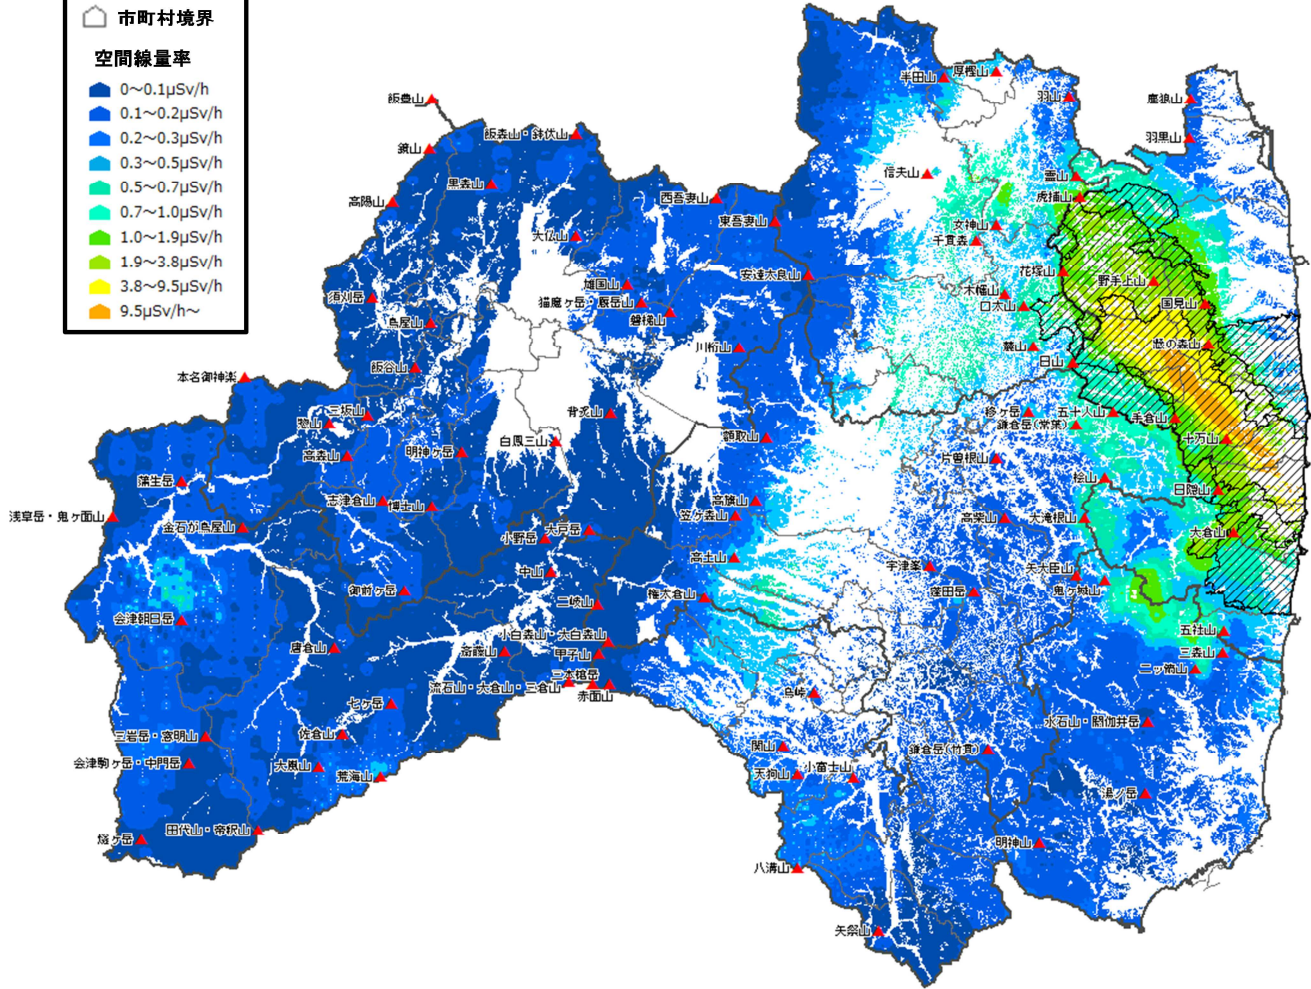 市町村境界
空間線量率
0～0.1μSv/h
0.1～0.2μSv/h
0.2～0.3μSv/h
0.3～0.5μSv/h
0.5～0.7μSv/h
0.7～1.0μSv/h
1.0～1.9μSv/h
1.9～3.8μSv/h
3.8～9.5μSv/h
9.5μSv/h～
半田山
厚樫山
羽山
鹿狼山
飯豊山
飯森山・鉢伏山
羽黒山
鏡山
信夫山
霊山
黒森山
虎捕山
高陽山
西吾妻山
東吾妻山
女神山
大仏山
千貫森
安達太良山
花塚山
野手上山
雄国山
木幡山
須刈岳
猫魔ヶ岳・厩岳山
口太山
国見山
磐梯山
烏屋山
川桁山
麓山
日山
飯谷山
本名御神楽
三坂山
惣山
背炙山
移ヶ岳
五十人山
手倉山
鎌倉岳(常葉)
白鳳三山
額取山
十万山
高森山
明神ヶ岳
片曽根山
蒲生岳
桧山
日隠山
志津倉山
博士山
高旗山
浅草岳・鬼ヶ面山
笠ヶ森山
高柴山
大滝根山
金石ヶ鳥屋山
大戸岳
小野岳
大倉山
高土山
中山
宇津峯
矢大臣山
御前ヶ岳
窪田岳
鬼ヶ城山
二岐山
権太倉山
会津朝日岳
五社山
小白森山・大白森山
唐倉山
斎藤山
甲子山
三森山
二ッ箭山
流石山・大倉山・三倉山
三本槍岳
赤面山
烏峠
七ヶ岳
水石山・閼伽井岳
三岩岳・窓明山
佐倉山
関山
鎌倉岳(竹貫)
会津駒ヶ岳・中門岳
大嵐山
荒海山
天狗山
小富士山
湯ノ岳
田代山・帝釈山
燧ヶ岳
明神山
八溝山
矢祭山